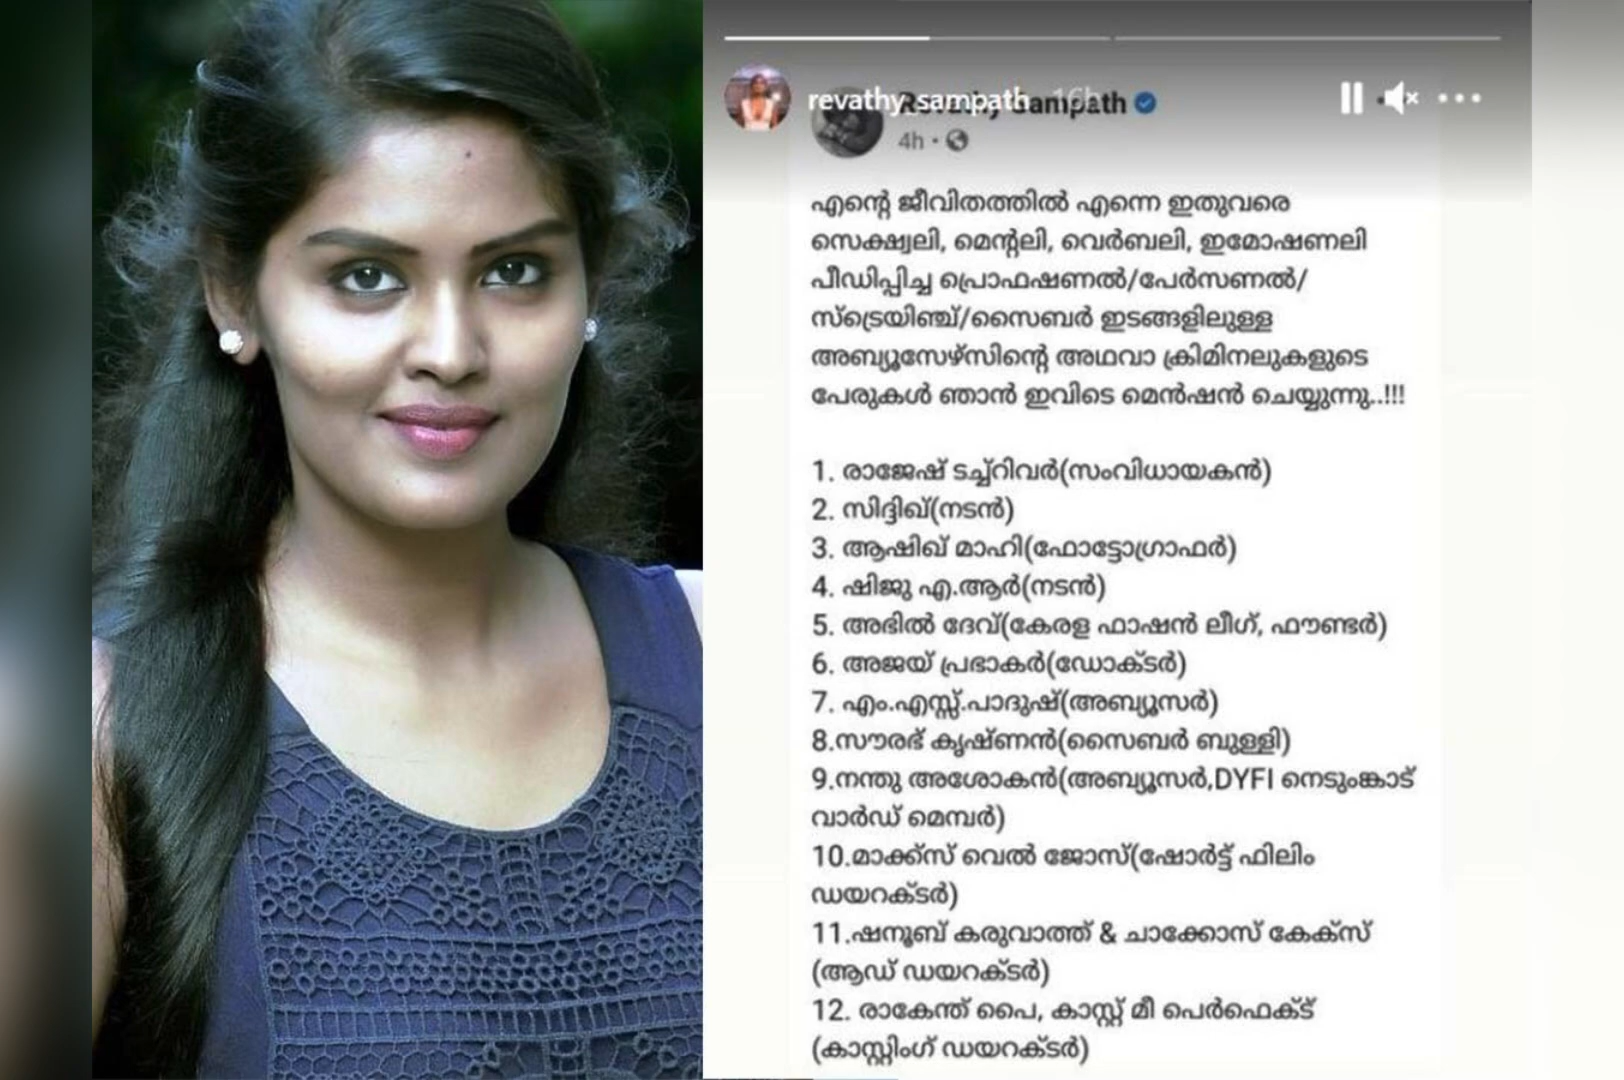 revathy_sampath 16h
Revathy Sampath
4h
എന്റെ ജീവിതത്തിൽ എന്നെ ഇതുവരെ
സെക്ഷ്വലി, മെന്റലി, വെർബലി, ഇമോഷണലി
പീഡിപ്പിച്ച പ്രൊഫഷണൽ/പേർസണൽ/
സ്ട്രെയിഞ്ച്/സൈബർ ഇടങ്ങളിലുള്ള
അബ്യൂസേഴ്സിന്റെ അഥവാ ക്രിമിനലുകളുടെ
പേരുകൾ ഞാൻ ഇവിടെ മെൻഷൻ ചെയ്യുന്നു..!!!
1. രാജേഷ് ടച്ച്റിവർ(സംവിധായകൻ)
2. സിദ്ദിഖ്(നടൻ)
3. ആഷിഖ് മാഹി(ഫോട്ടോഗ്രാഫർ)
4. ഷിജു എ.ആർ(നടൻ)
5. അഭിൽ ദേവ്(കേരള ഫാഷൻ ലീഗ്, ഫൗണ്ടർ)
6. അജയ് പ്രഭാകർ(ഡോക്ടർ)
7. എം.എസ്സ്.പാദുഷ്(അബ്യൂസർ)
8.സൗരഭ് കൃഷ്ണൻ(സൈബർ ബുള്ളി)
9.നന്തു അശോകൻ(അബ്യൂസർ,DYFI നെടുംങ്കാട്
വാർഡ് മെമ്പർ)
10.മാക്ക്സ് വെൽ ജോസ്(ഷോർട്ട് ഫിലിം
ഡയറക്ടർ)
11.ഷനൂബ് കരുവാത്ത് & ചാക്കോസ് കേക്സ്
(ആഡ് ഡയറക്ടർ)
12. രാകേന്ത് പൈ, കാസ്റ്റ് മീ പെർഫെക്ട്
(കാസ്റ്റിംഗ് ഡയറക്ടർ)